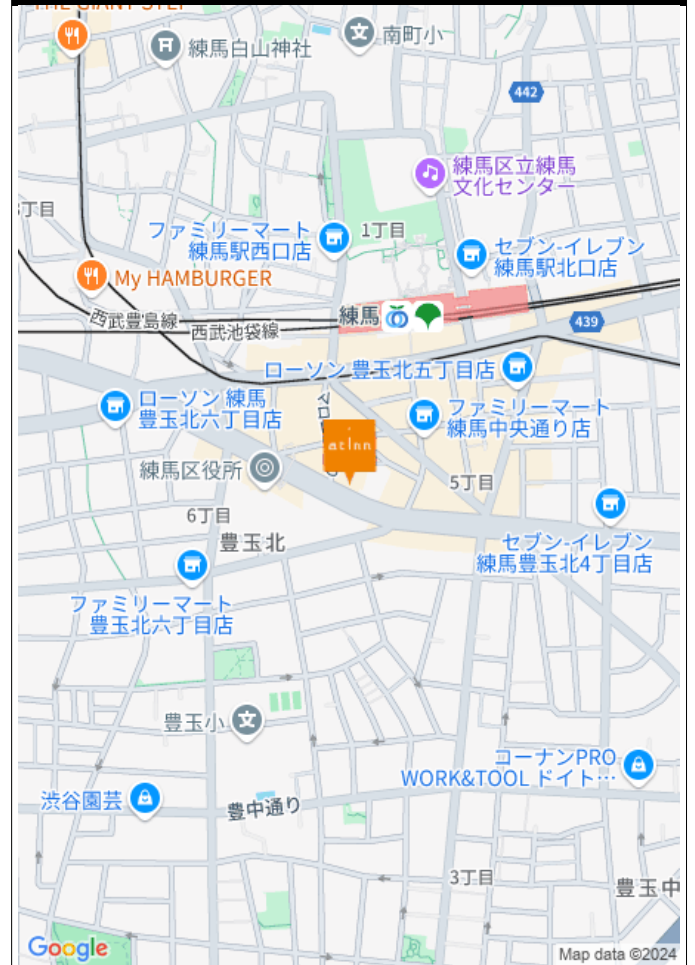 THE GIANT STEP
練馬白山神社
南町小
442
練馬区立練馬
文化センター
丁目
ファミリーマート
練馬駅西口店
1丁目
セブン-イレブン
練馬駅北口店
My HAMBURGER
西武豊島線
西武池袋線
練馬
439
ローソン 豊玉北五丁目店
ローソン 練馬
豊玉北六丁目店
ファミリーマート
練馬中央通り店
マロ
at inn
練馬区役所
5丁目
6丁目
豊玉北
セブン-イレブン
練馬豊玉北4丁目店
ファミリーマート
豊玉北六丁目店
豊玉小
コーナンPRO
WORK&TOOL ドイト…
渋谷園芸
豊中通り
3丁目
豊玉中
Google
Map data ©2024